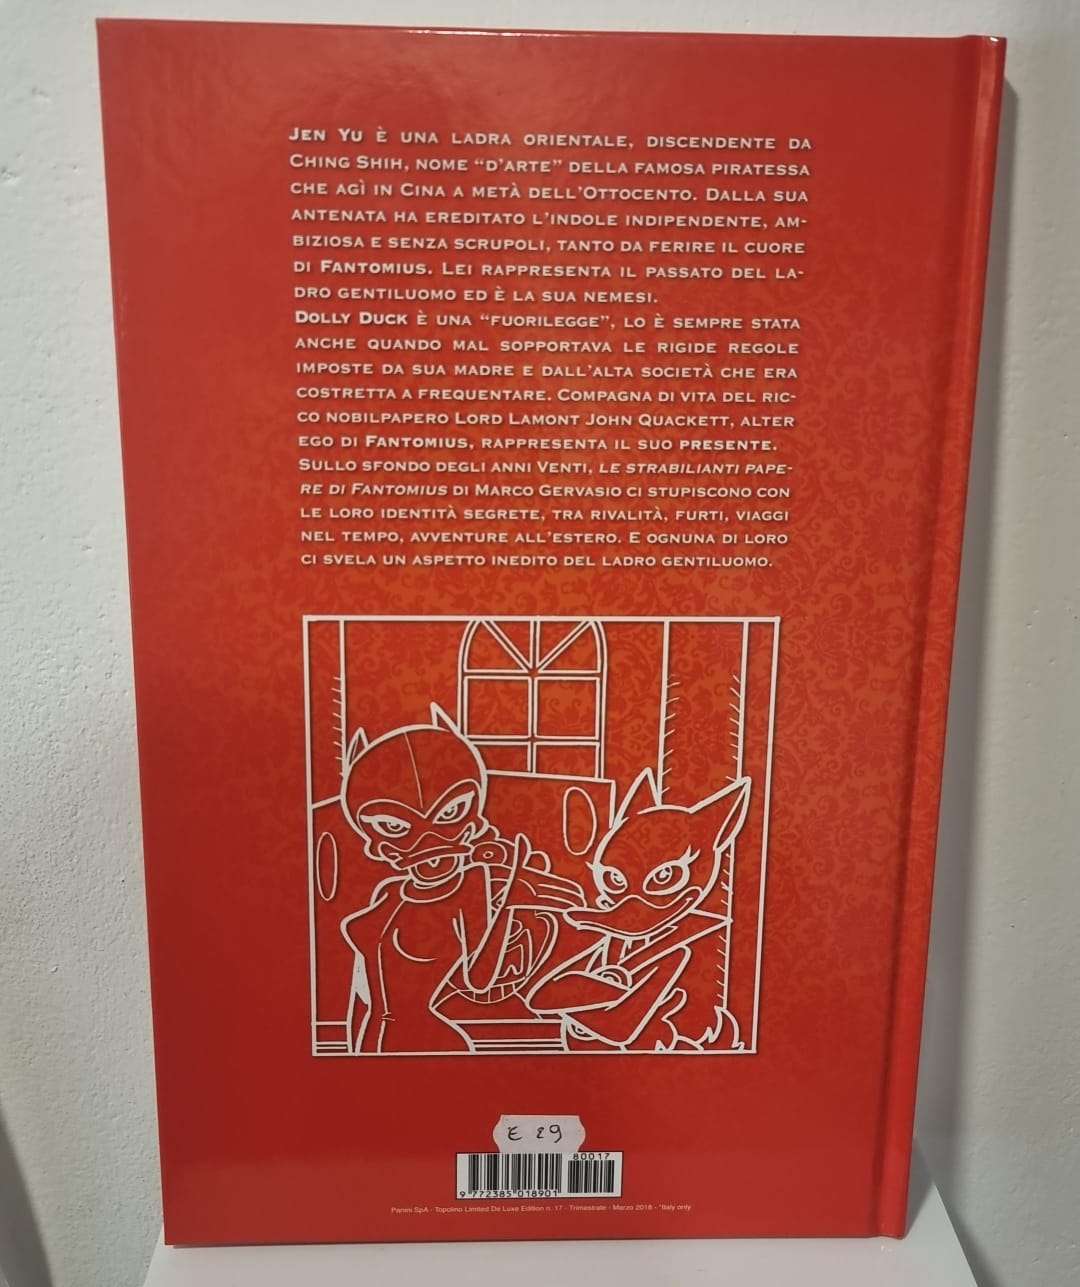 Jen Yu è una ladra orientale, discendente da
Ching Shih, nome "d'arte" della famosa piratessa
che agì in Cina a metà dell'Ottocento. Dalla sua
antenata ha ereditato l'indole indipendente, am-
biziosa e senza scrupoli, tanto da ferire il cuore
di Fantomius. Lei rappresenta il passato del la-
dro gentiluomo ed è la sua nemesi.
Dolly Duck è una "fuorilegge", lo è sempre stata
anche quando mal sopportava le rigide regole
imposte da sua madre e dall'alta società che era
costretta a frequentare. Compagna di vita del ric-
co nobilpapero Lord Lamont John Quackett, alter
ego di Fantomius, rappresenta il suo presente.
Sullo sfondo degli anni Venti, le strabilianti pape-
re di Fantomius di Marco Gervasio ci stupiscono con
le loro identità segrete, tra rivalità, furti, viaggi
nel tempo, avventure all'estero. E ognuna di loro
ci svela un aspetto inedito del ladro gentiluomo.
€ 29
80017
9 772385 018901
Panini SpA - Topolino Limited De Luxe Edition n. 17 - Trimestrale - Marzo 2018 - "Italy only